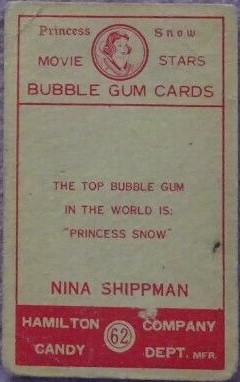 Princess Snow
MOVIE STARS
BUBBLE GUM CARDS
THE TOP BUBBLE GUM
IN THE WORLD IS:
"PRINCESS SNOW"
NINA SHIPPMAN
HAMILTON COMPANY
62
CANDY DEPT. MFR.